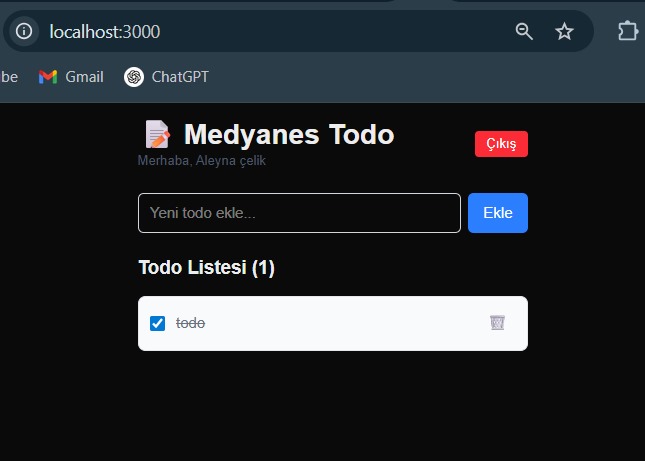 localhost:3000
be Gmail ChatGPT
Medyanes Todo
Çıkış
Merhaba, Aleyna çelik
Yeni todo ekle...
Ekle
Todo Listesi (1)
todo